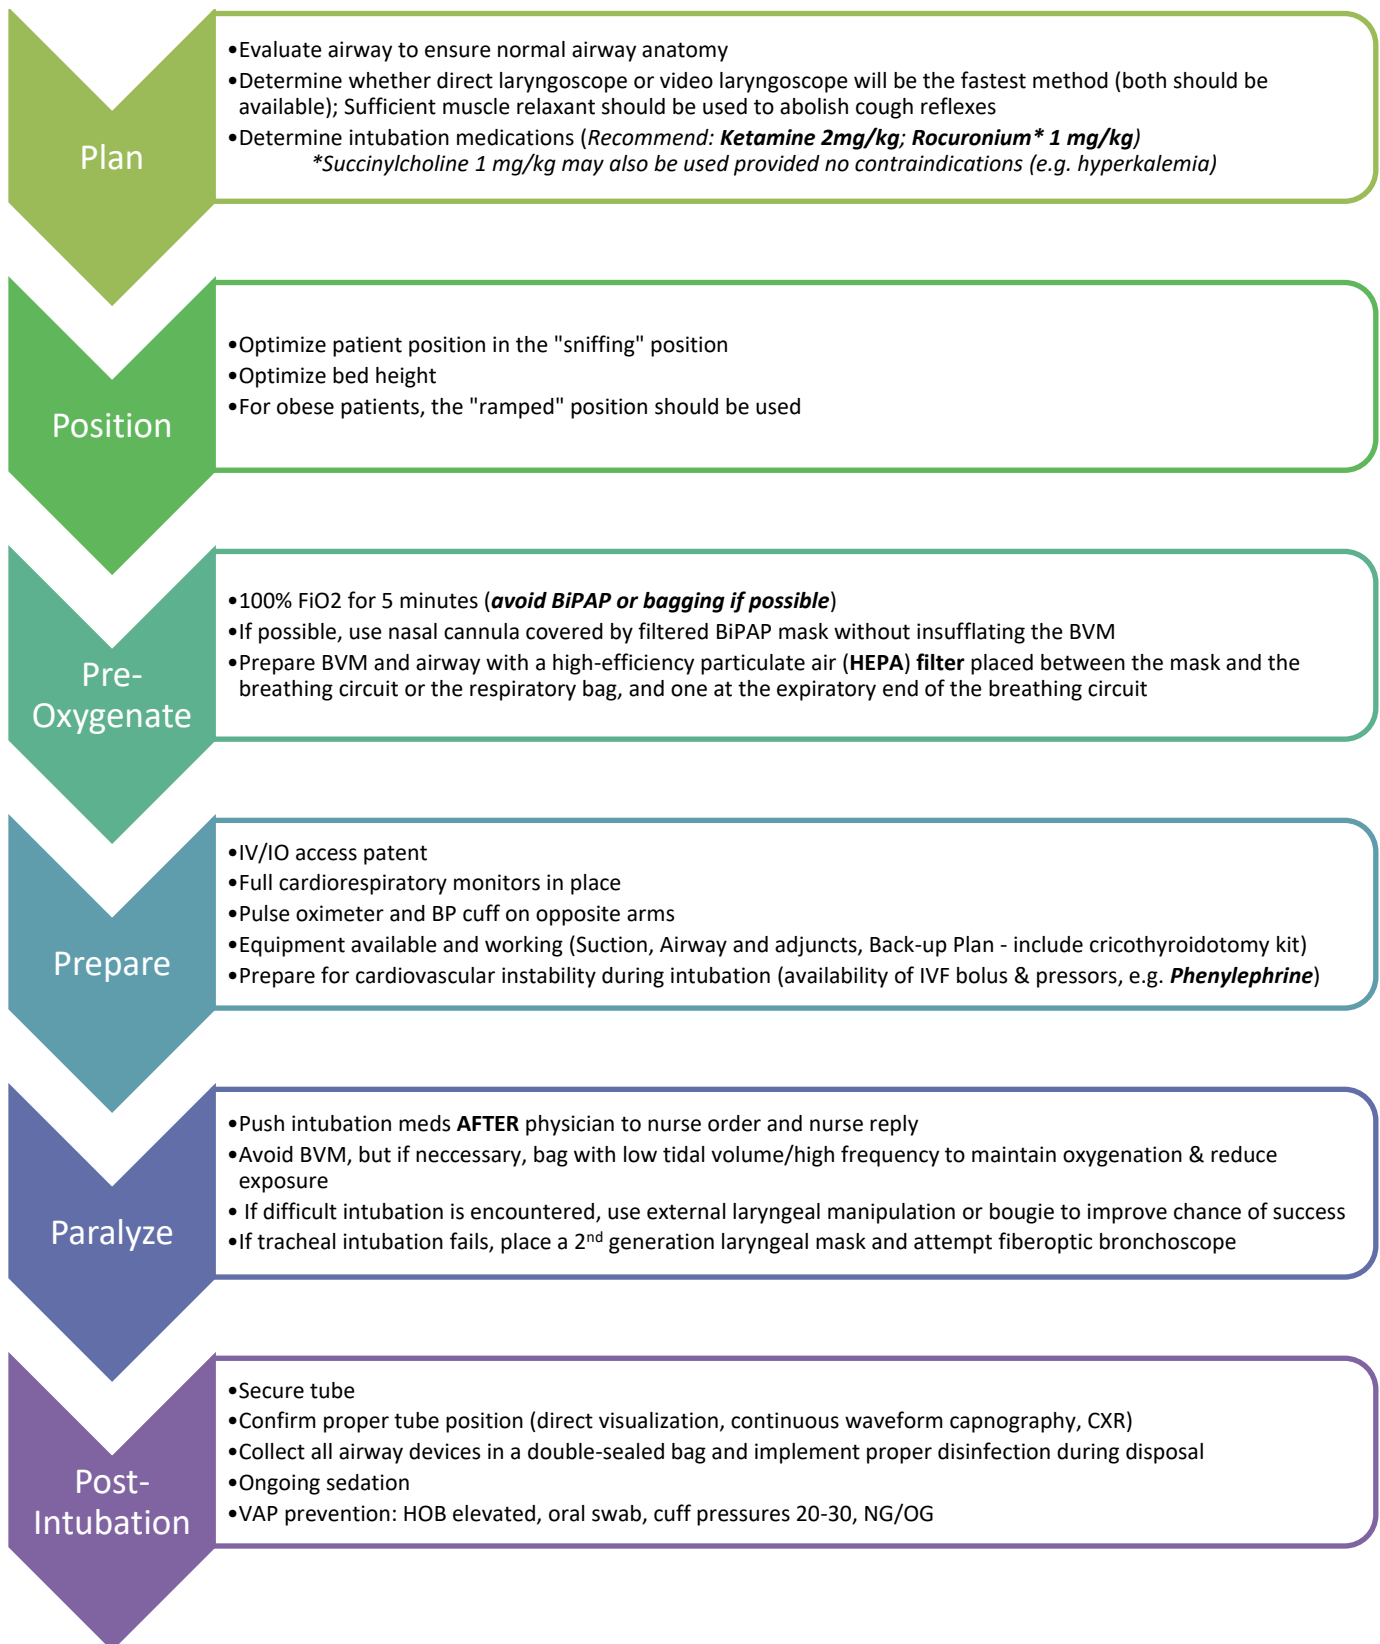 Plan
•Evaluate airway to ensure normal airway anatomy
•Determine whether direct laryngoscope or video laryngoscope will be the fastest method (both should be
available); Sufficient muscle relaxant should be used to abolish cough reflexes
•Determine intubation medications (Recommend: Ketamine 2mg/kg; Rocuronium* 1 mg/kg)
*Succinylcholine 1 mg/kg may also be used provided no contraindications (e.g. hyperkalemia)
Position
•Optimize patient position in the "sniffing" position
•Optimize bed height
•For obese patients, the "ramped" position should be used
Pre-
Oxygenate
•100% FiO2 for 5 minutes (avoid BiPAP or bagging if possible)
•If possible, use nasal cannula covered by filtered BiPAP mask without insufflating the BVM
•Prepare BVM and airway with a high-efficiency particulate air (HEPA) filter placed between the mask and the
breathing circuit or the respiratory bag, and one at the expiratory end of the breathing circuit
Prepare
•IV/IO access patent
•Full cardiorespiratory monitors in place
•Pulse oximeter and BP cuff on opposite arms
•Equipment available and working (Suction, Airway and adjuncts, Back-up Plan - include cricothyroidotomy kit)
•Prepare for cardiovascular instability during intubation (availability of IVF bolus & pressors, e.g. Phenylephrine)
Paralyze
•Push intubation meds AFTER physician to nurse order and nurse reply
•Avoid BVM, but if neccessary, bag with low tidal volume/high frequency to maintain oxygenation & reduce
exposure
• If difficult intubation is encountered, use external laryngeal manipulation or bougie to improve chance of success
•If tracheal intubation fails, place a 2nd generation laryngeal mask and attempt fiberoptic bronchoscope
Post-
Intubation
•Secure tube
•Confirm proper tube position (direct visualization, continuous waveform capnography, CXR)
•Collect all airway devices in a double-sealed bag and implement proper disinfection during disposal
•Ongoing sedation
•VAP prevention: HOB elevated, oral swab, cuff pressures 20-30, NG/OG